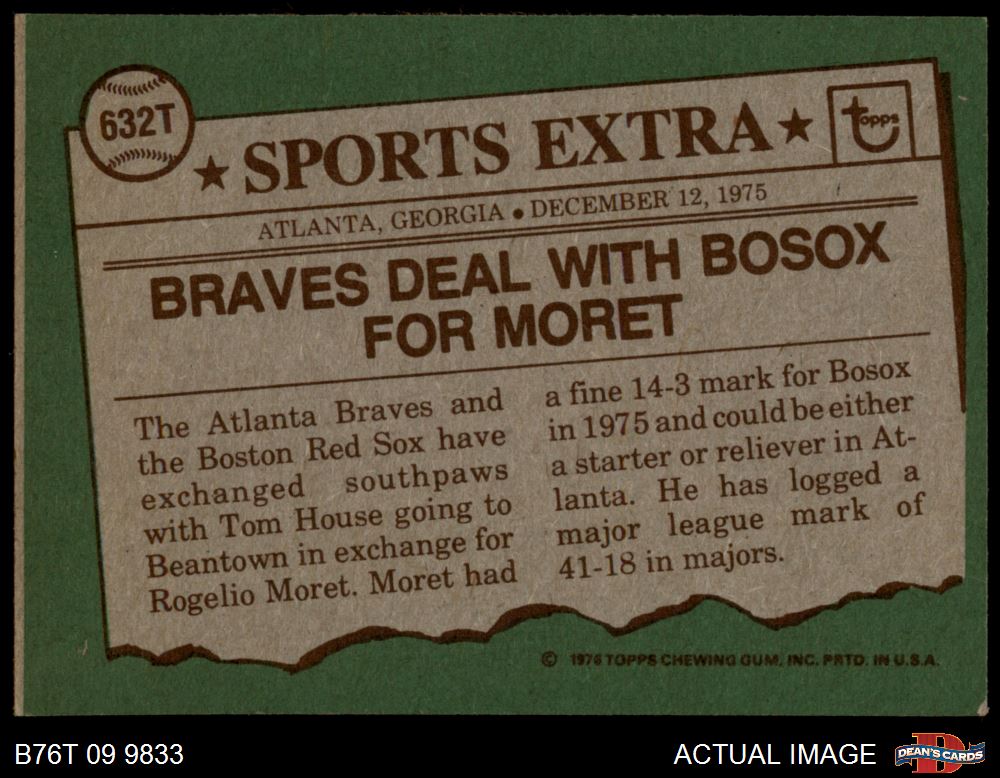 632T
★ SPORTS EXTRA ★
Topps
ATLANTA, GEORGIA ● DECEMBER 12, 1975
BRAVES DEAL WITH BOSOX
FOR MORET
The Atlanta Braves and
the Boston Red Sox have
exchanged southpaws
with Tom House going to
Beantown in exchange for
Rogelio Moret. Moret had
a fine 14-3 mark for Bosox
in 1975 and could be either
a starter or reliever in At-
lanta. He has logged a
major league mark of
41-18 in majors.
© 1976 TOPPS CHEWING GUM, INC. PRTD. IN U.S.A.
B76T 09 9833
ACTUAL IMAGE
DEAN'S CARDS